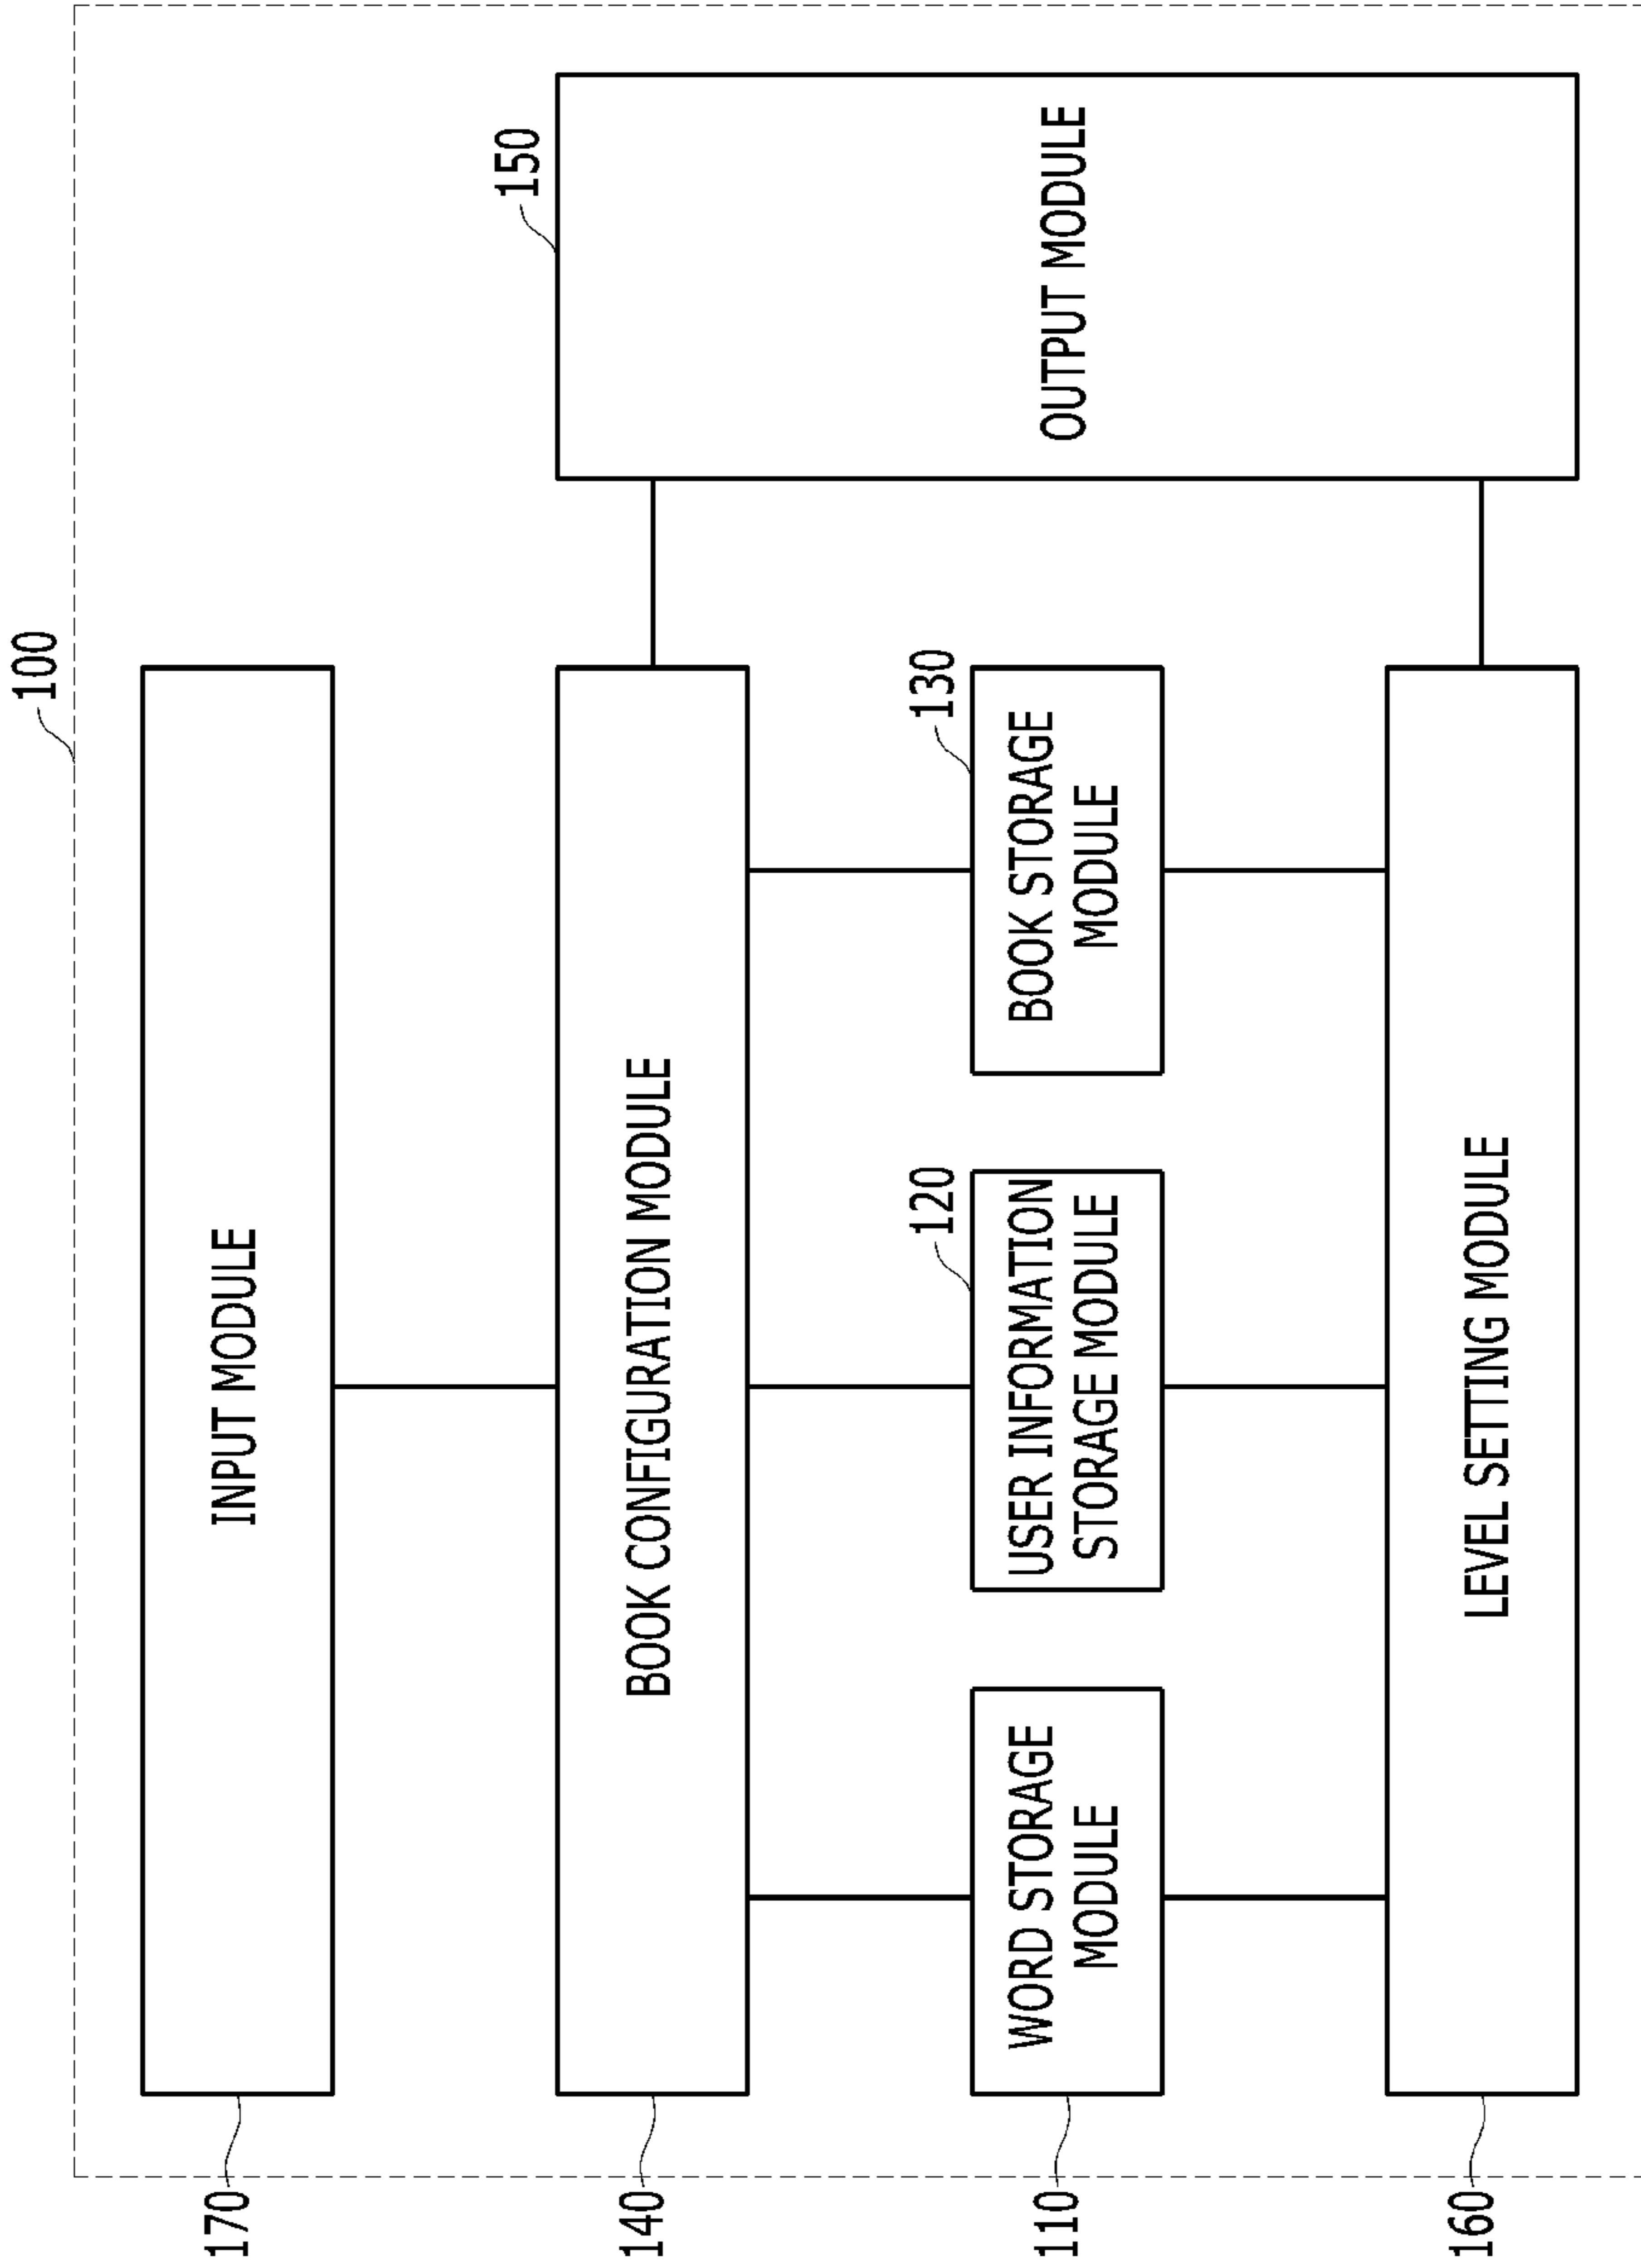 100
170
INPUT MODULE
150
140
BOOK CONFIGURATION MODULE
OUTPUT MODULE
120
130
110
WORD STORAGE
MODULE
USER INFORMATION
STORAGE MODULE
BOOK STORAGE
MODULE
160
LEVEL SETTING MODULE